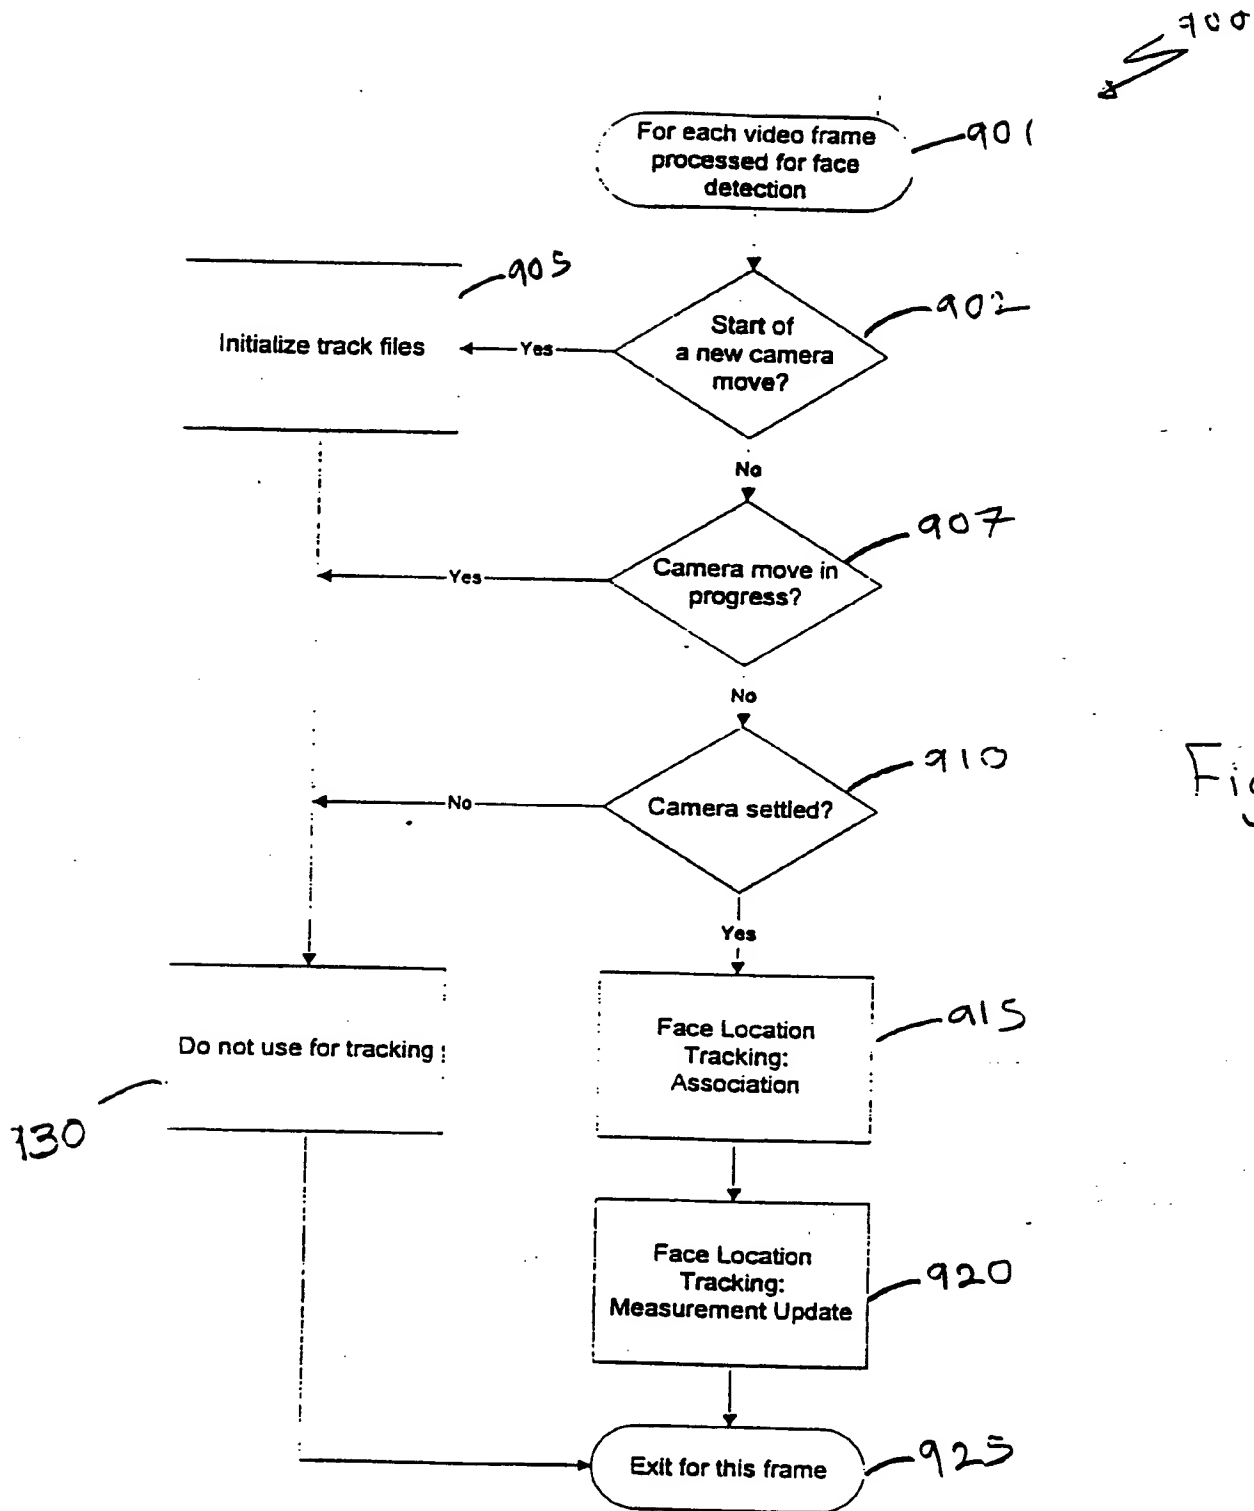 900
For each video frame
processed for face
detection
901
905
902
Initialize track files
Yes
Start of
a new camera
move?
No
907
Yes
Camera move in
progress?
No
910
No
Camera settled?
Yes
Do not use for tracking
930
Face Location
Tracking:
Association
915
Face Location
Tracking:
Measurement Update
920
Exit for this frame
925